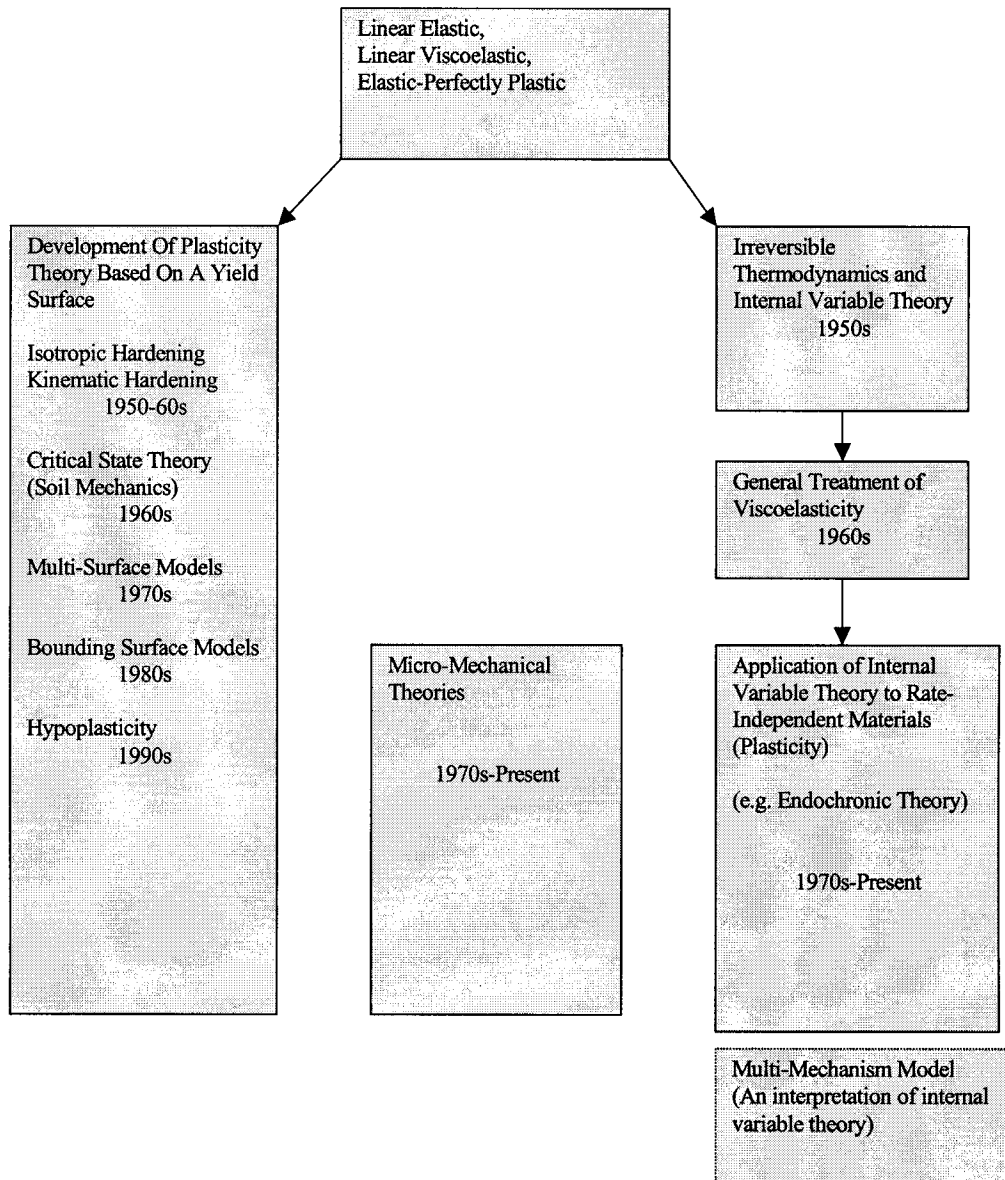 Linear Elastic,
Linear Viscoelastic,
Elastic-Perfectly Plastic
Development Of Plasticity
Theory Based On A Yield
Surface
Isotropic Hardening
Kinematic Hardening
1950-60s
Critical State Theory
(Soil Mechanics)
1960s
Multi-Surface Models
1970s
Bounding Surface Models
1980s
Hypoplasticity
1990s
Micro-Mechanical
Theories
1970s-Present
Irreversible
Thermodynamics and
Internal Variable Theory
1950s
General Treatment of
Viscoelasticity
1960s
Application of Internal
Variable Theory to Rate-
Independent Materials
(Plasticity)
(e.g. Endochronic Theory)
1970s-Present
Multi-Mechanism Model
(An interpretation of internal
variable theory)